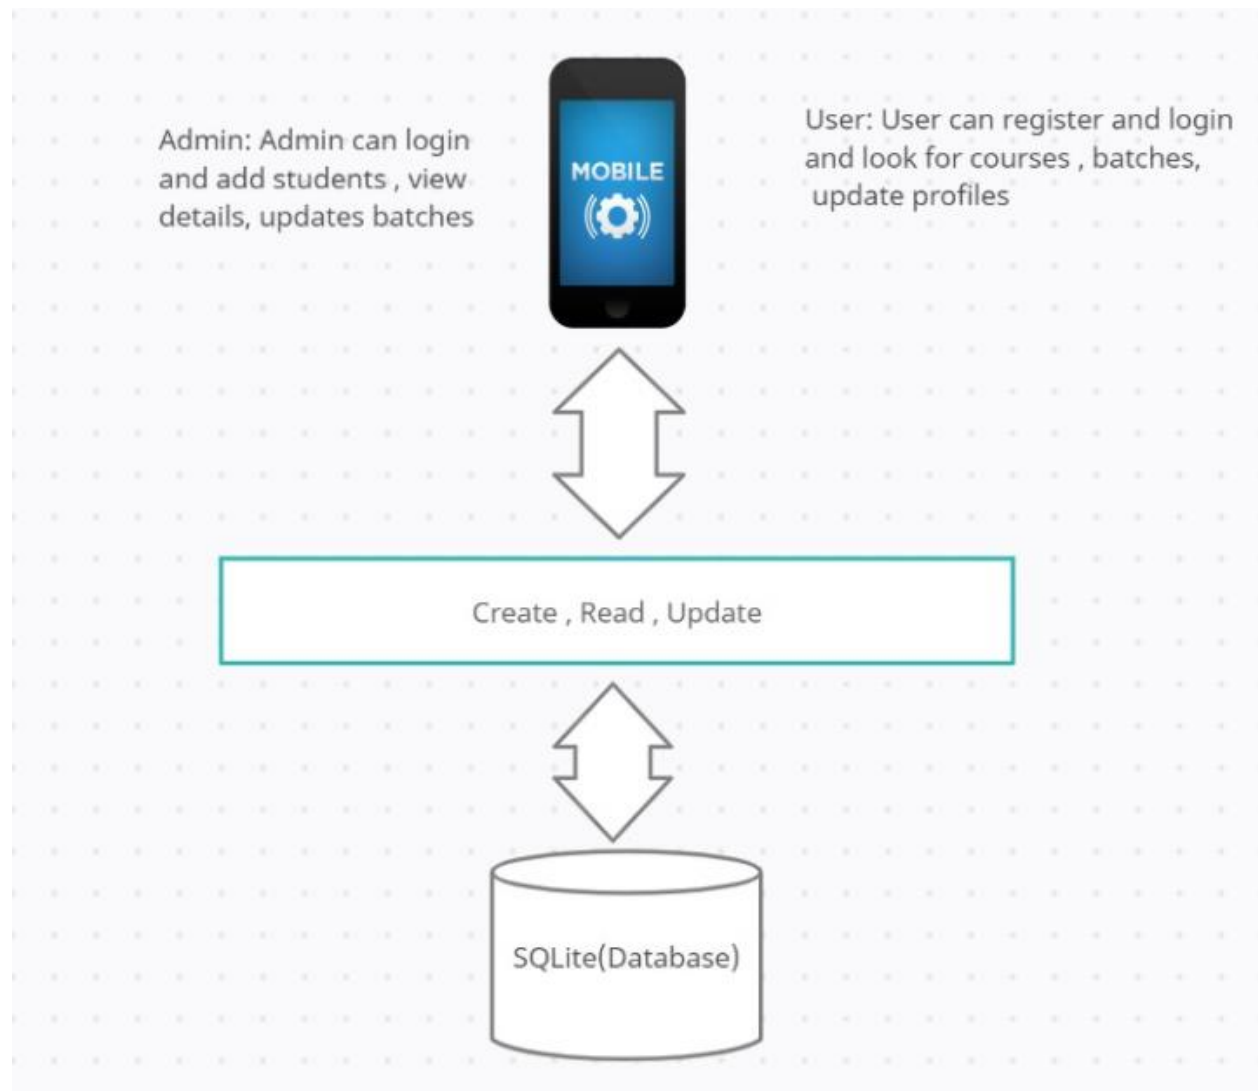 Admin: Admin can login
and add students , view
details, updates batches
MOBILE
User: User can register and login
and look for courses , batches,
update profiles
Create , Read , Update
SQLite(Database)